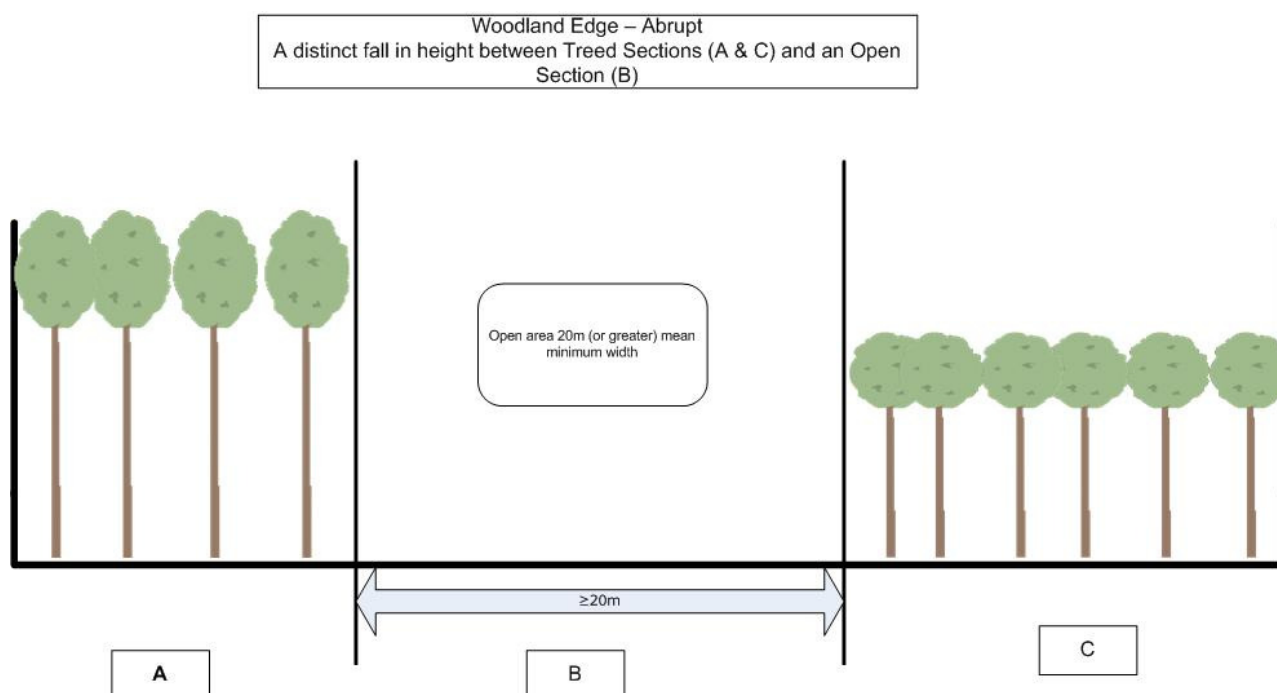 Woodland Edge – Abrupt
A distinct fall in height between Treed Sections (A & C) and an Open
Section (B)
Open area 20m (or greater) mean
minimum width
≥20m
A
B
C